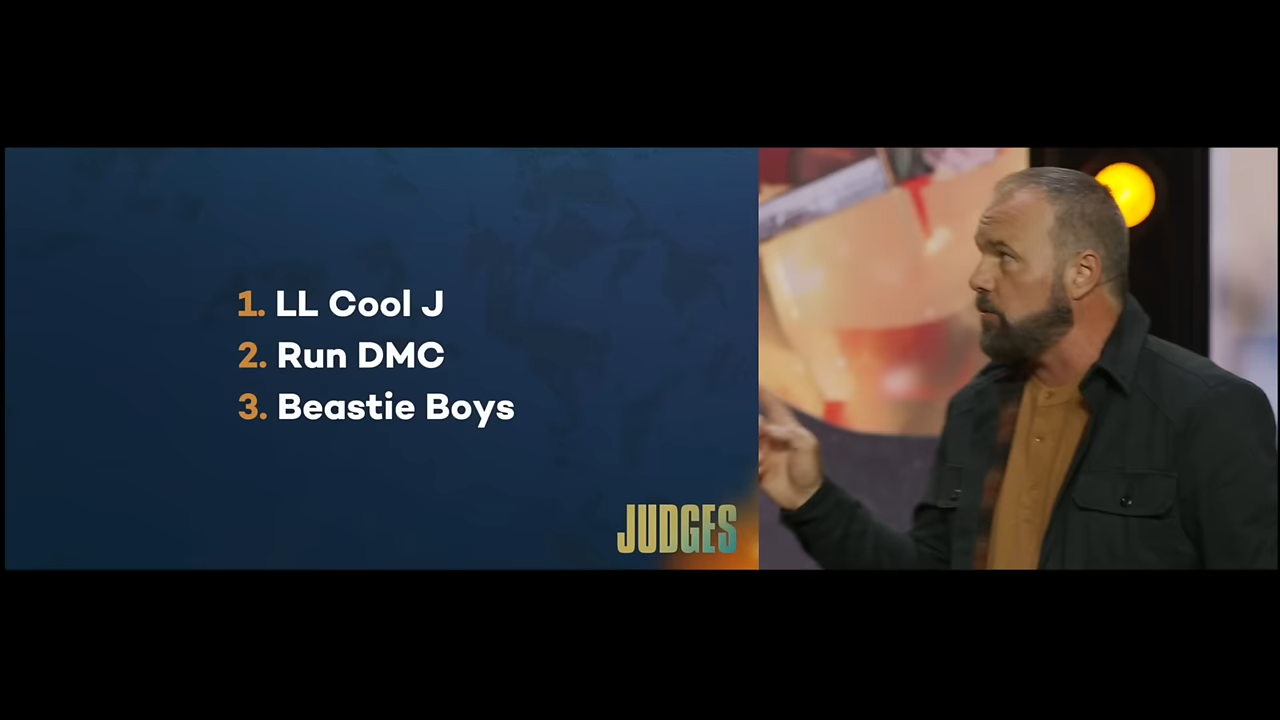 1. LL Cool J
2. Run DMC
3. Beastie Boys
JUDGES